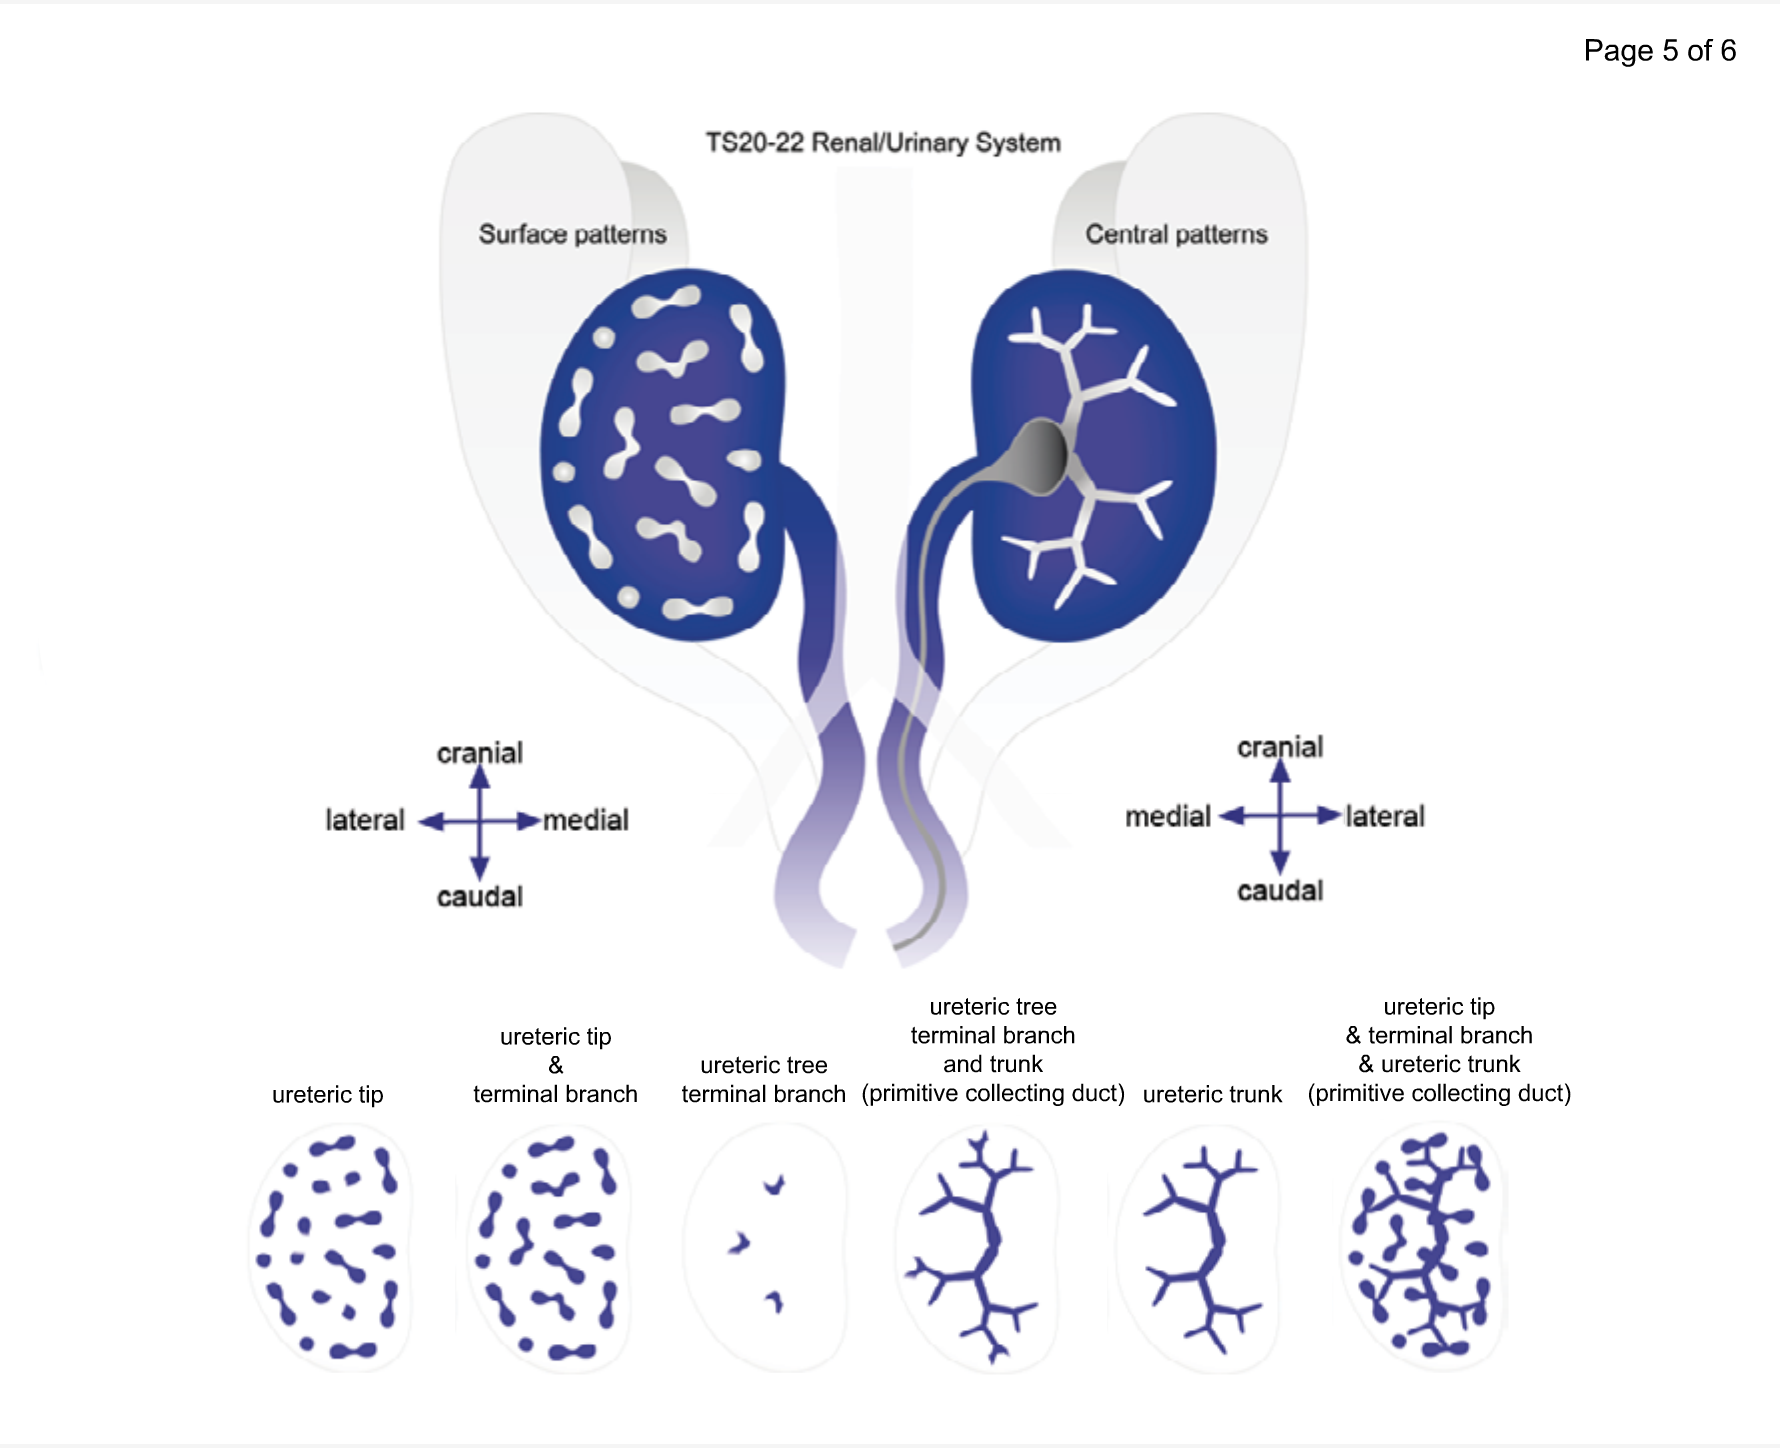 Page 5 of 6
TS20-22 Renal/Urinary System
Surface patterns
Central patterns
cranial
lateral
medial
caudal
cranial
medial
lateral
caudal
ureteric tip
ureteric tip
&
terminal branch
ureteric tree
terminal branch
ureteric tree
terminal branch
and trunk
(primitive collecting duct)
ureteric trunk
ureteric tip
& terminal branch
& ureteric trunk
(primitive collecting duct)